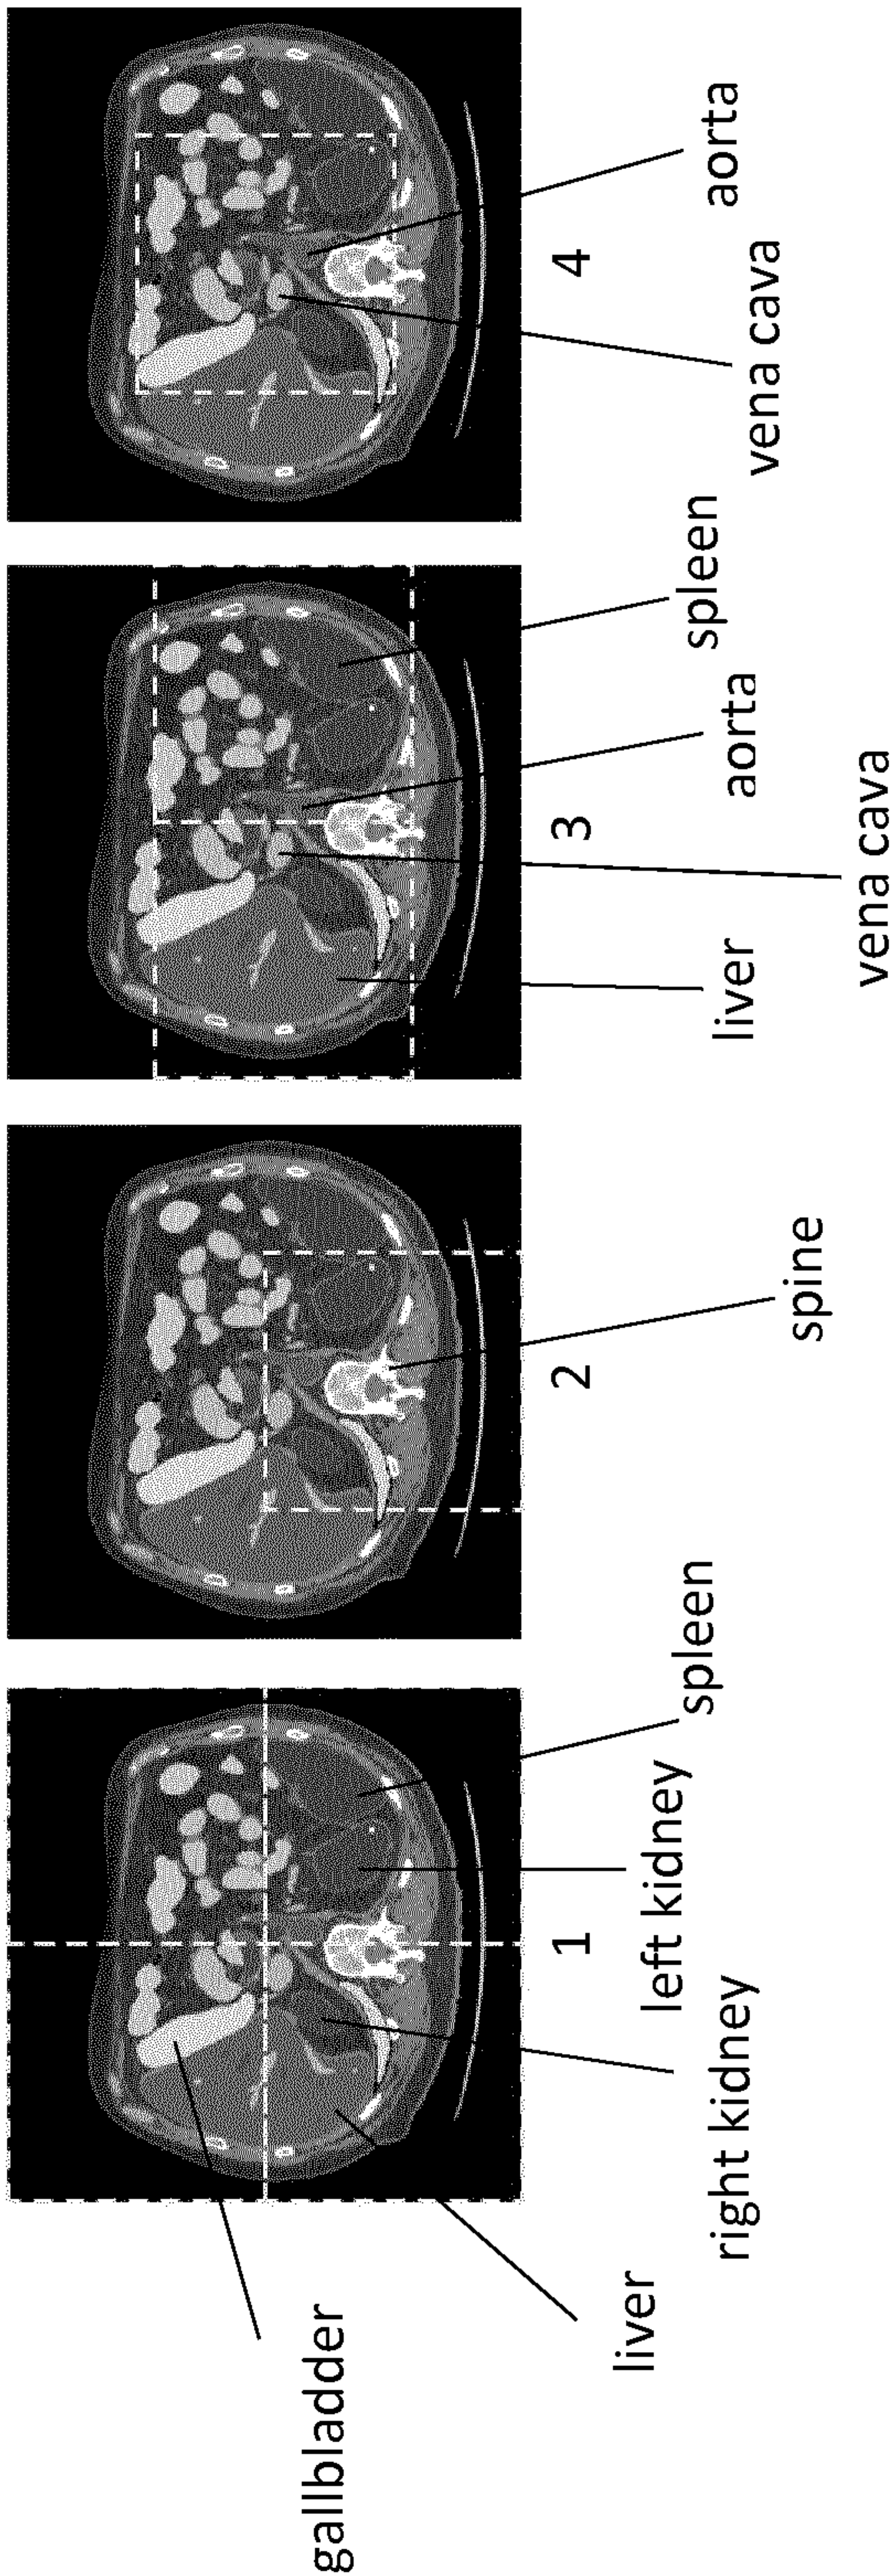 gallbladder
liver
right kidney
left kidney
spleen
1
spine
2
liver
vena cava
aorta
spleen
3
vena cava
aorta
4